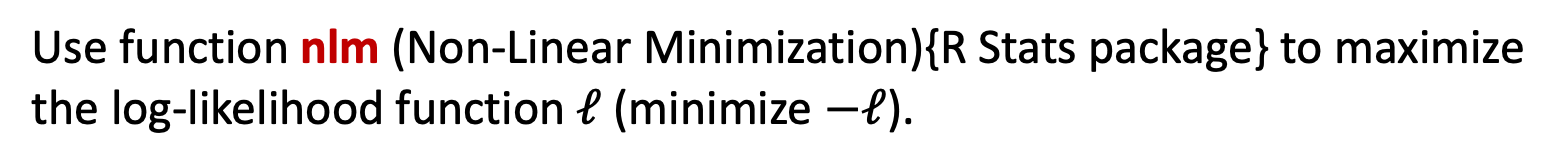 Use function nlm (Non-Linear Minimization){R Stats package} to maximize
the log-likelihood function ℓ (minimize −ℓ).